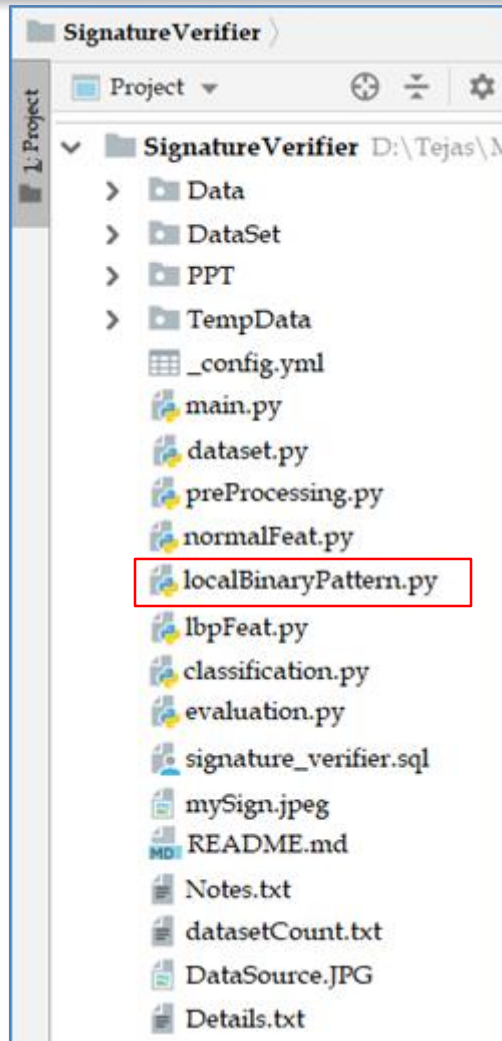 SignatureVerifier
1: Project
Project
SignatureVerifier D:\Tejas\
Data
DataSet
PPT
TempData
_config.yml
main.py
dataset.py
preProcessing.py
normalFeat.py
localBinaryPattern.py
lbpFeat.py
classification.py
evaluation.py
signature_verifier.sql
mySign.jpeg
MD README.md
Notes.txt
datasetCount.txt
DataSource.JPG
Details.txt